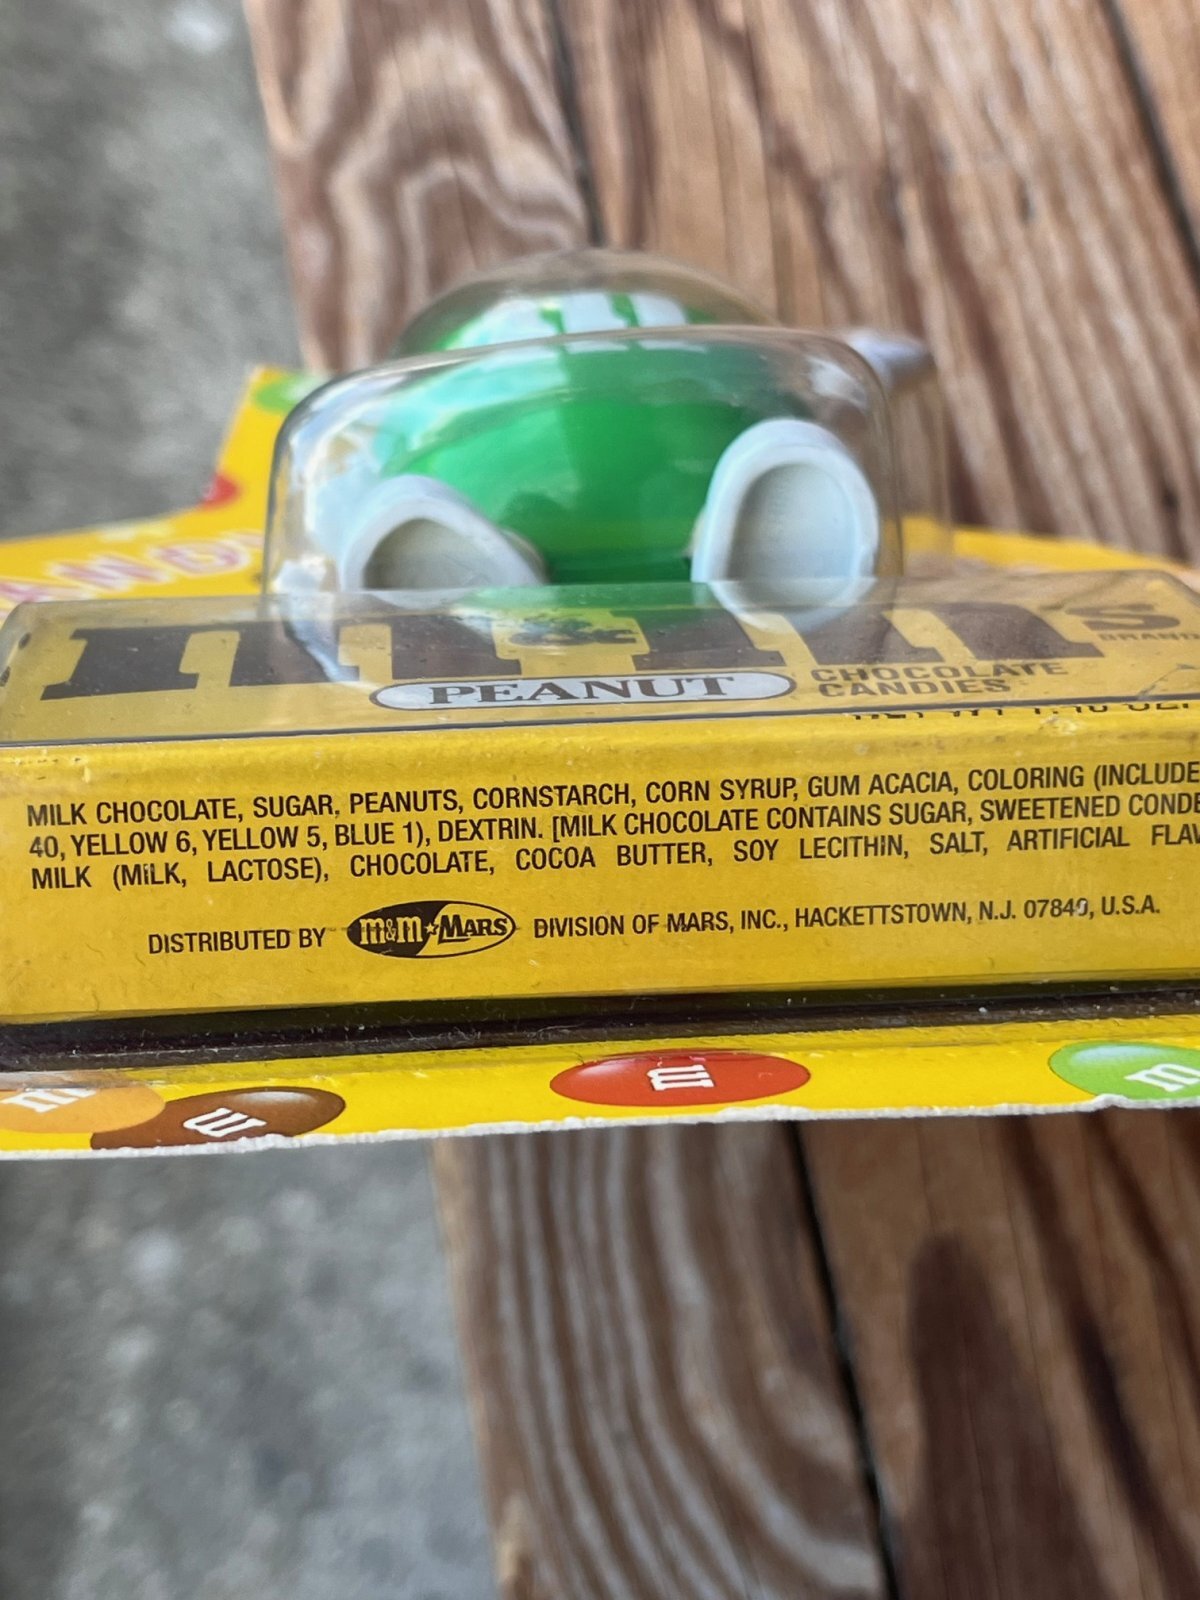 m
m&m's
BRAND
PEANUT
CHOCOLATE
CANDIES
MILK CHOCOLATE, SUGAR, PEANUTS, CORNSTARCH, CORN SYRUP, GUM ACACIA, COLORING (INCLUDE
40, YELLOW 6, YELLOW 5, BLUE 1), DEXTRIN. [MILK CHOCOLATE CONTAINS SUGAR, SWEETENED CONDE
MILK (MILK, LACTOSE), CHOCOLATE, COCOA BUTTER, SOY LECITHIN, SALT, ARTIFICIAL FLAV
DISTRIBUTED BY m&m★MARS DIVISION OF MARS, INC., HACKETTSTOWN, N.J. 07840, U.S.A.
m m m m